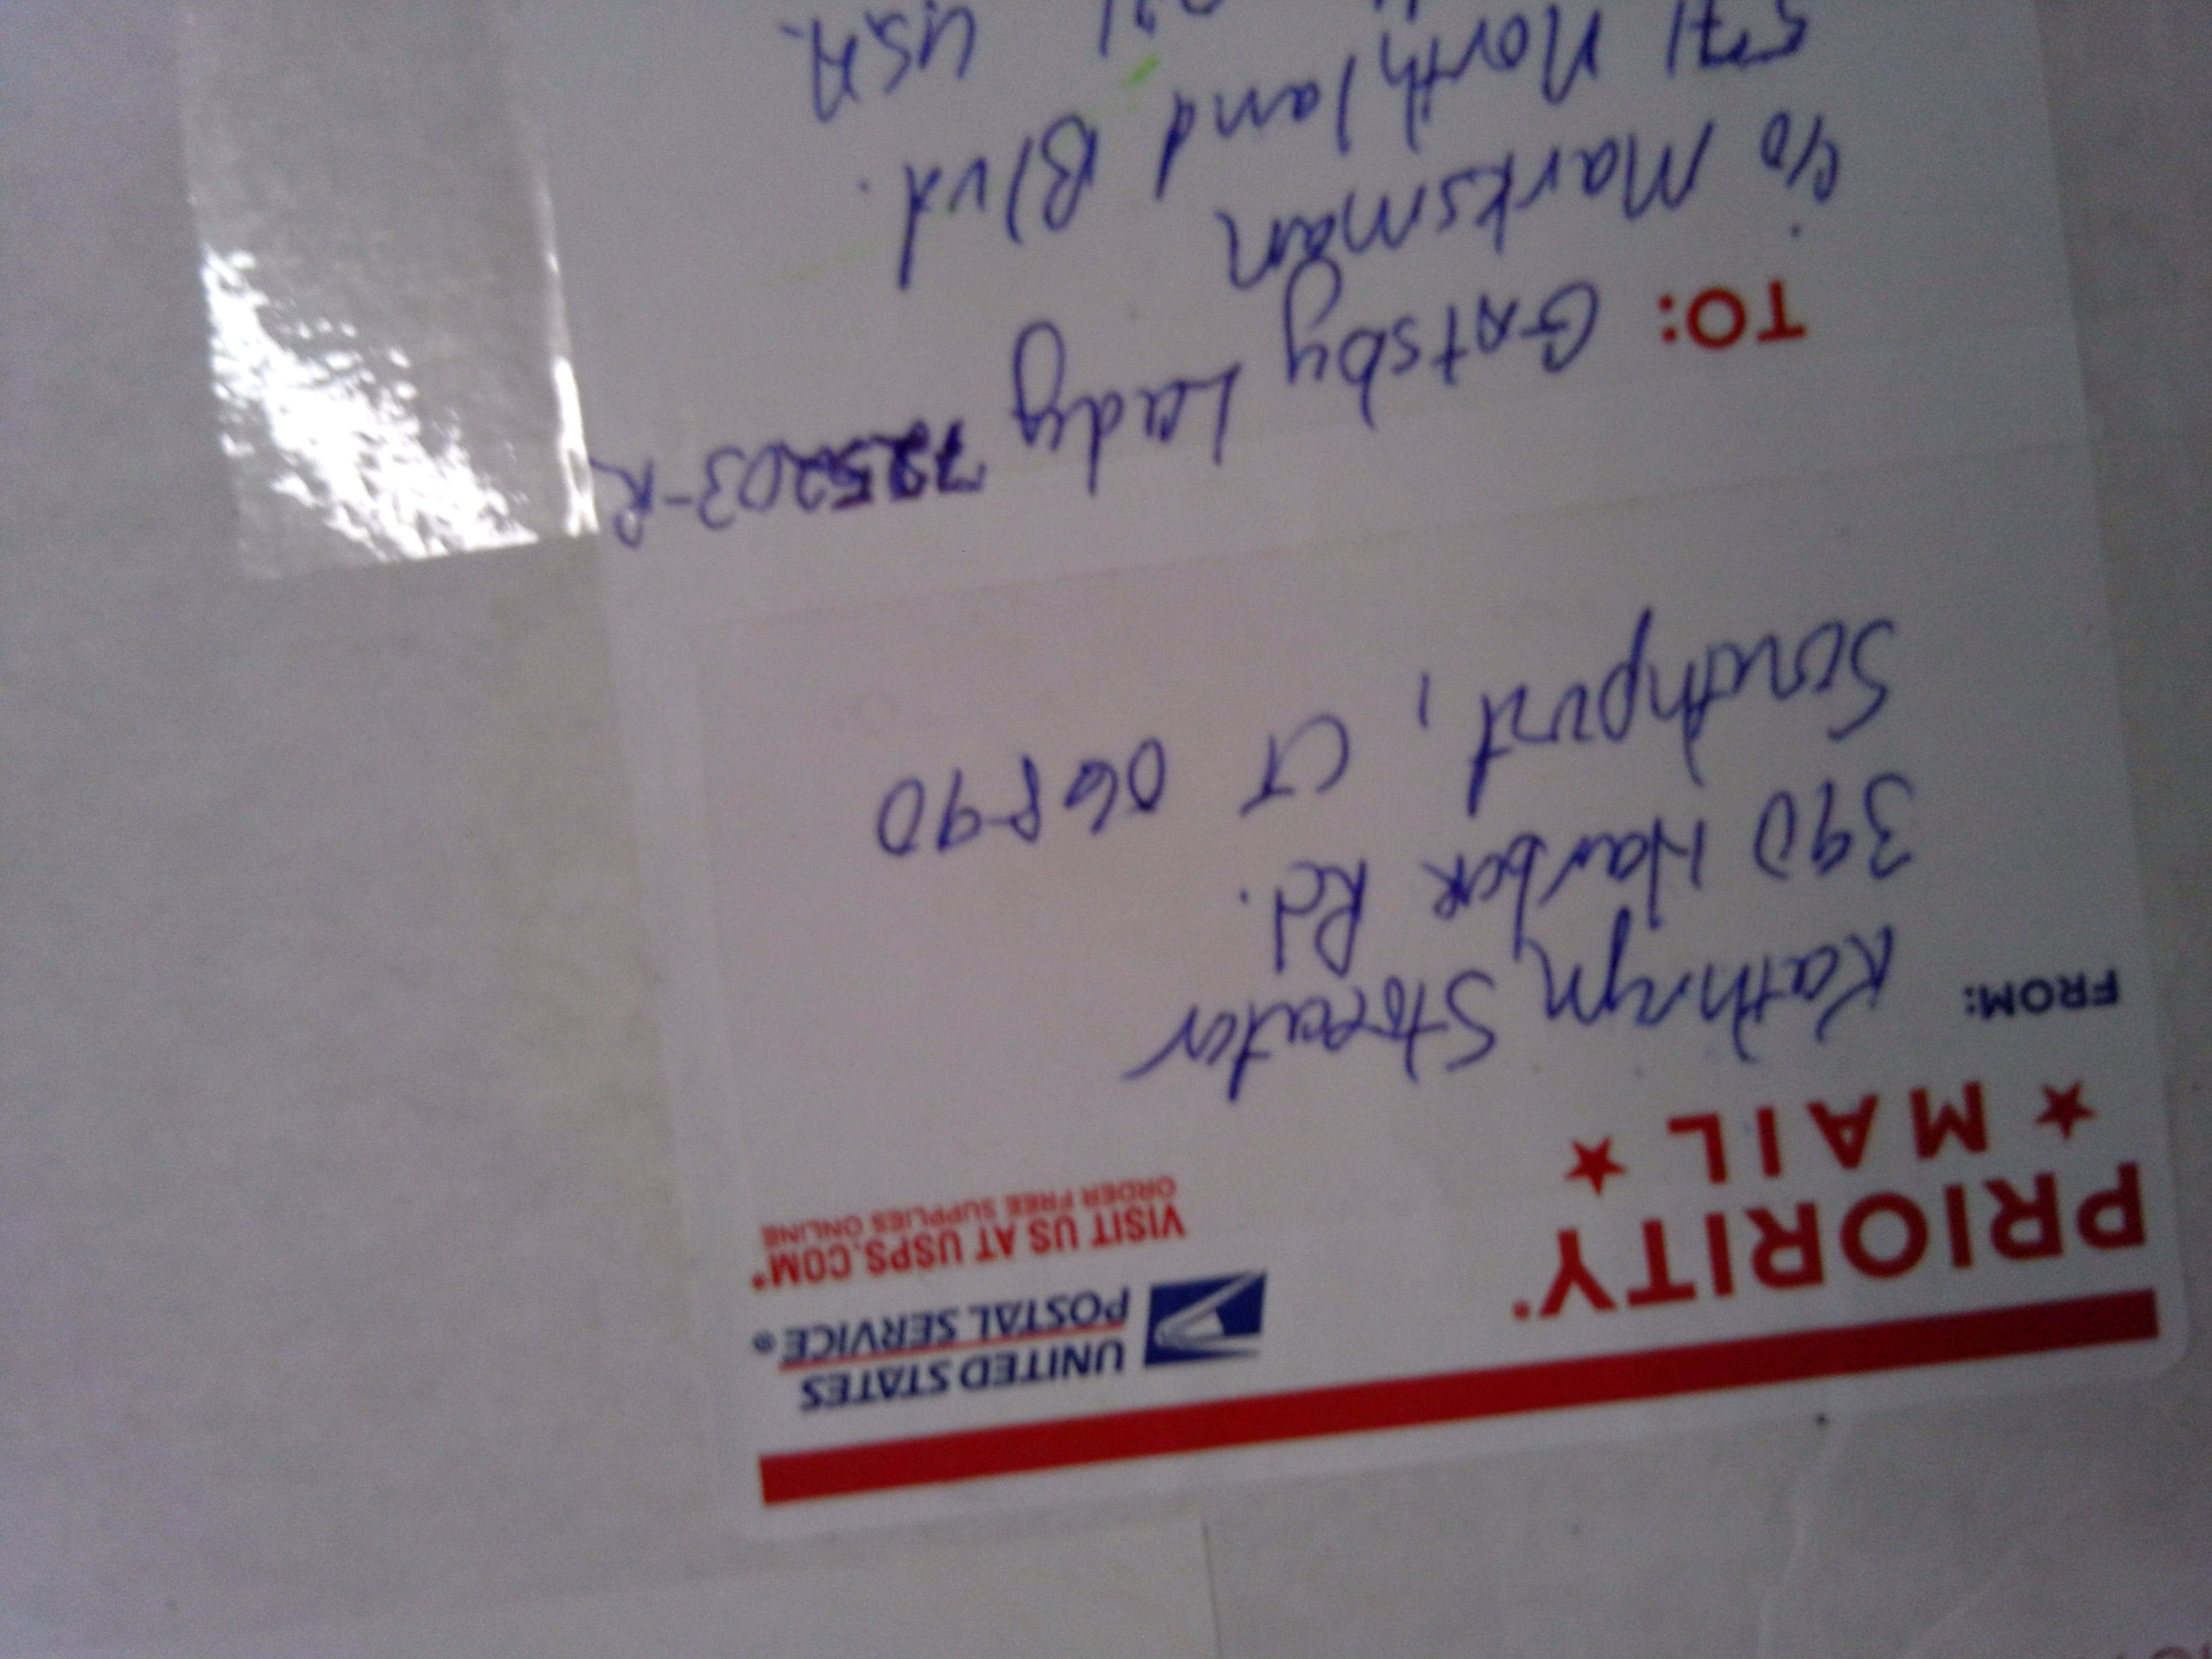 UNITED STATES
POSTAL SERVICE®
PRIORITY®
★ MAIL ★
VISIT US AT USPS.COM®
ORDER FREE SUPPLIES ONLINE
FROM:
Kathryn Streeter
390 Harbor Rd.
Southport, CT 06890
725203-R
TO: Gatsby Lady
c/o Marksman
571 Northland Blvd.
USA.